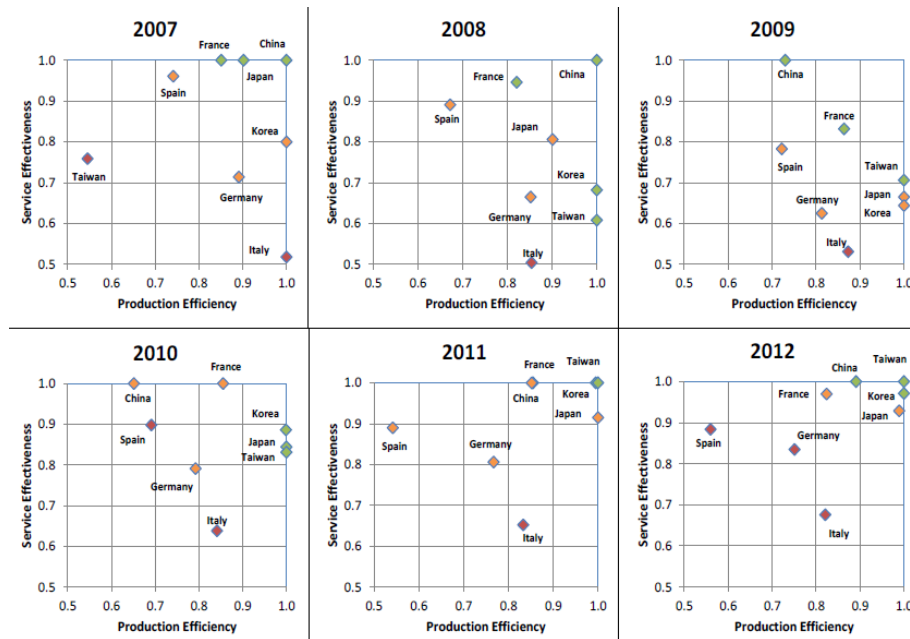 2007
France
China
1.0
Japan
Spain
0.9
Korea
0.8
Taiwan
0.7
Germany
0.6
Italy
0.5
Service Effectiveness
0.5 0.6 0.7 0.8 0.9 1.0
Production Efficiency
2008
1.0
China
France
0.9
Spain
Japan
0.8
0.7
Korea
Germany
Taiwan
0.6
Italy
0.5
Service Effectiveness
0.5 0.6 0.7 0.8 0.9 1.0
Production Efficiency
2009
1.0
China
0.9
France
0.8
Spain
Taiwan
0.7
Japan
Germany
Korea
0.6
Italy
0.5
Service Effectiveness
0.5 0.6 0.7 0.8 0.9 1.0
Production Efficienccy
2010
France
1.0
China
0.9
Korea
Spain
Japan
0.8
Taiwan
Germany
0.7
Italy
0.6
0.5
Service Effectiveness
0.5 0.6 0.7 0.8 0.9 1.0
Production Efficiency
2011
France
Taiwan
1.0
China
Korea
Japan
0.9
Spain
Germany
0.8
0.7
0.6
Italy
0.5
Service Effectiveness
0.5 0.6 0.7 0.8 0.9 1.0
Production Efficiency
2012
China
Taiwan
1.0
France
Korea
Japan
0.9
Spain
Germany
0.8
0.7
Italy
0.6
0.5
Service Effectiveness
0.5 0.6 0.7 0.8 0.9 1.0
Production Efficiency